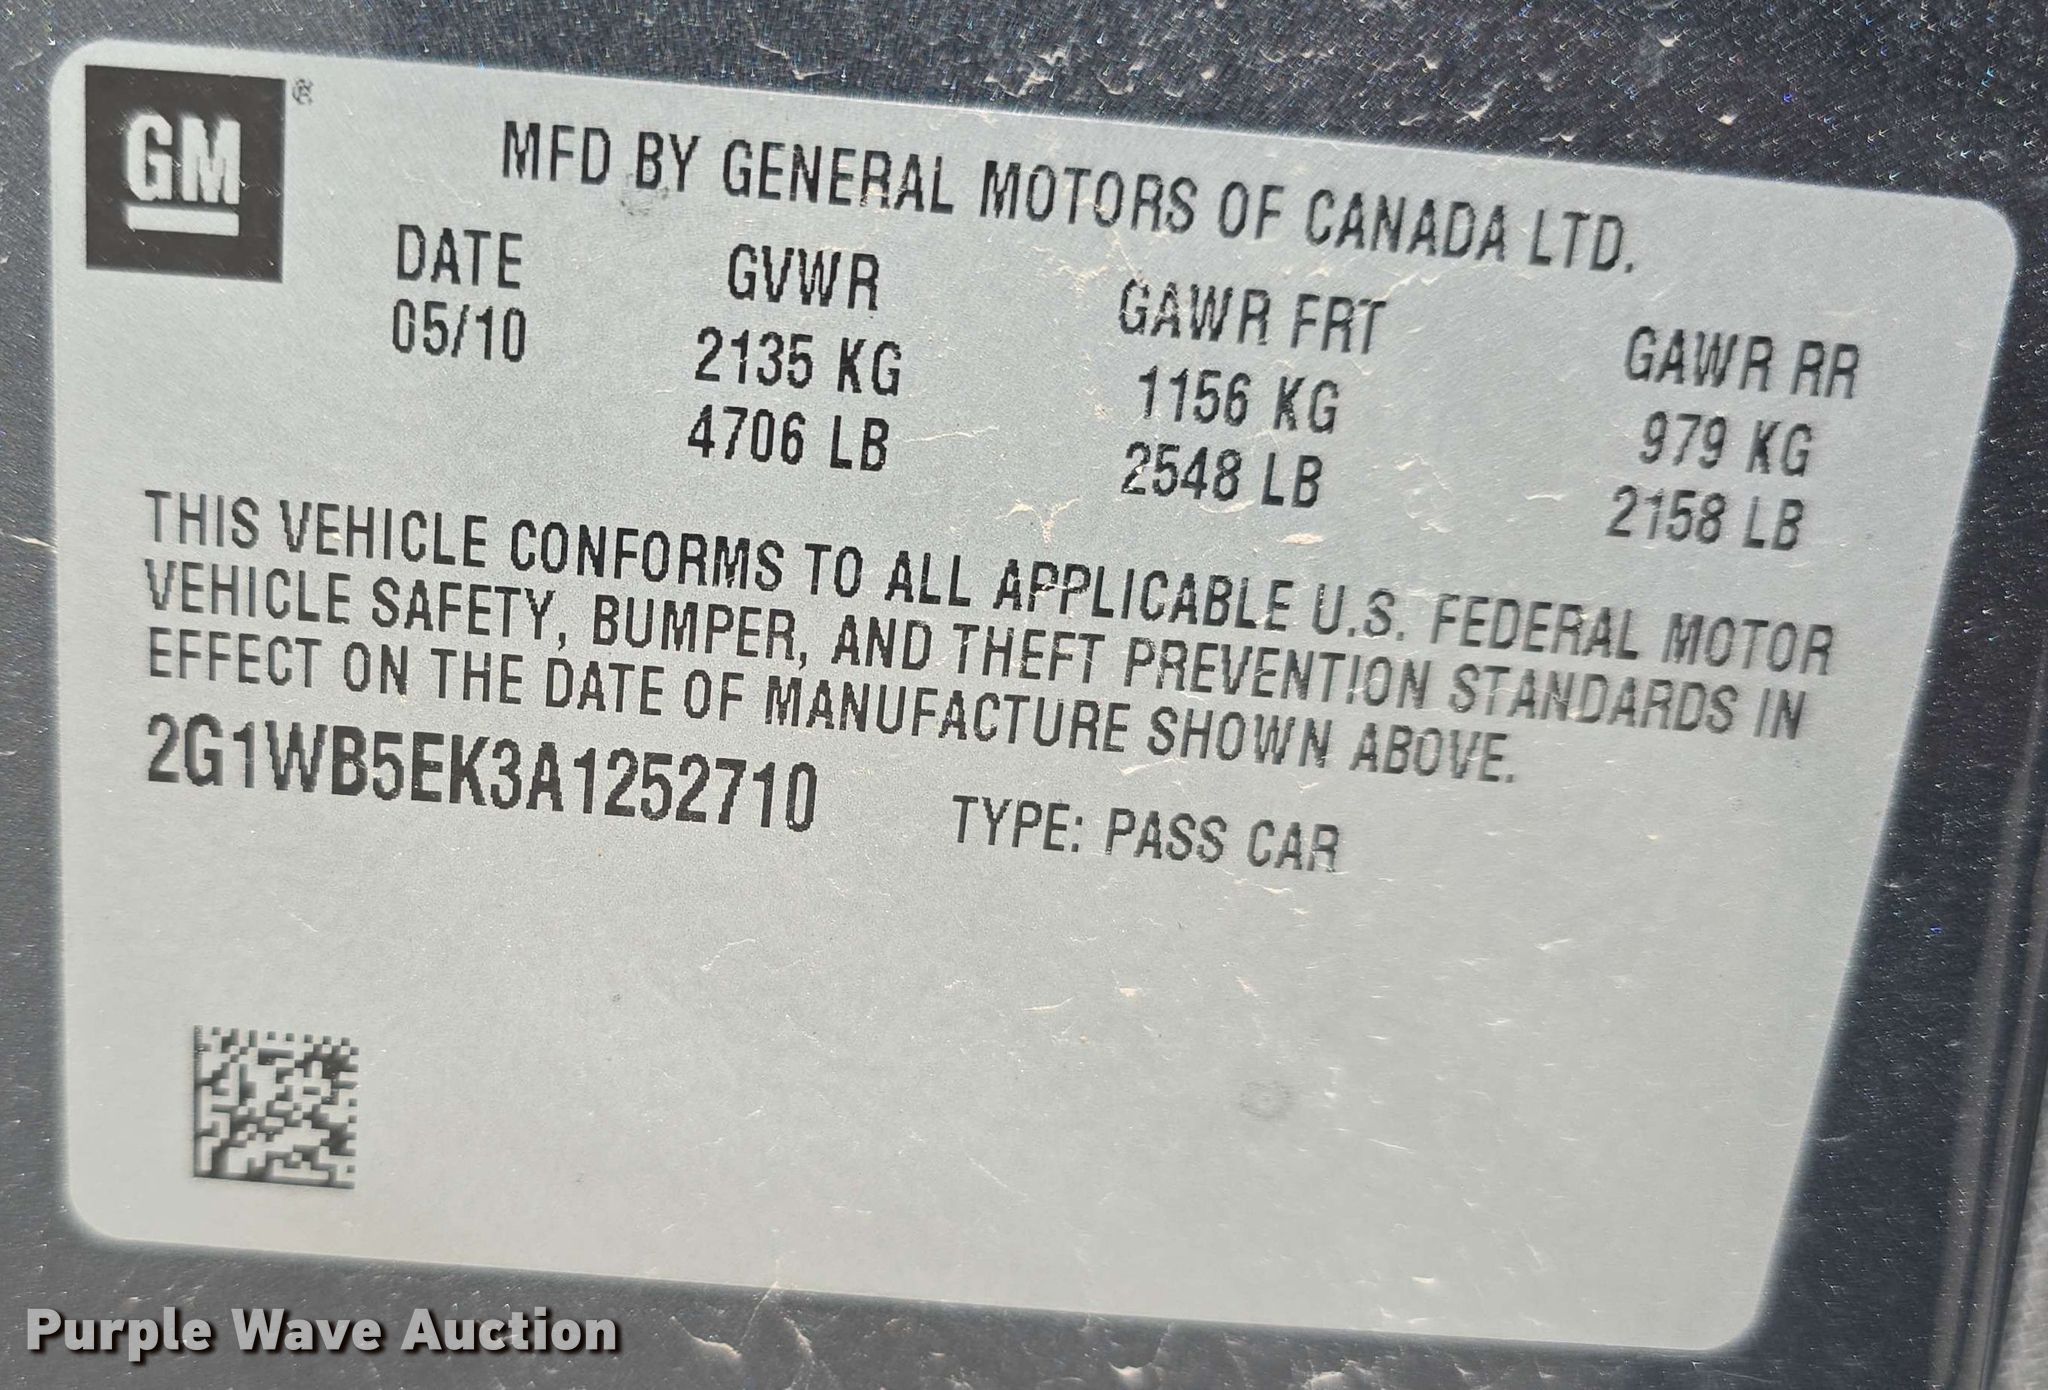 GM®
MFD BY GENERAL MOTORS OF CANADA LTD.
DATE GVWR GAWR FRT GAWR RR
05/10 2135 KG 1156 KG 979 KG
4706 LB 2548 LB 2158 LB
THIS VEHICLE CONFORMS TO ALL APPLICABLE U.S. FEDERAL MOTOR
VEHICLE SAFETY, BUMPER, AND THEFT PREVENTION STANDARDS IN
EFFECT ON THE DATE OF MANUFACTURE SHOWN ABOVE.
2G1WB5EK3A1252710 TYPE: PASS CAR
Purple Wave Auction